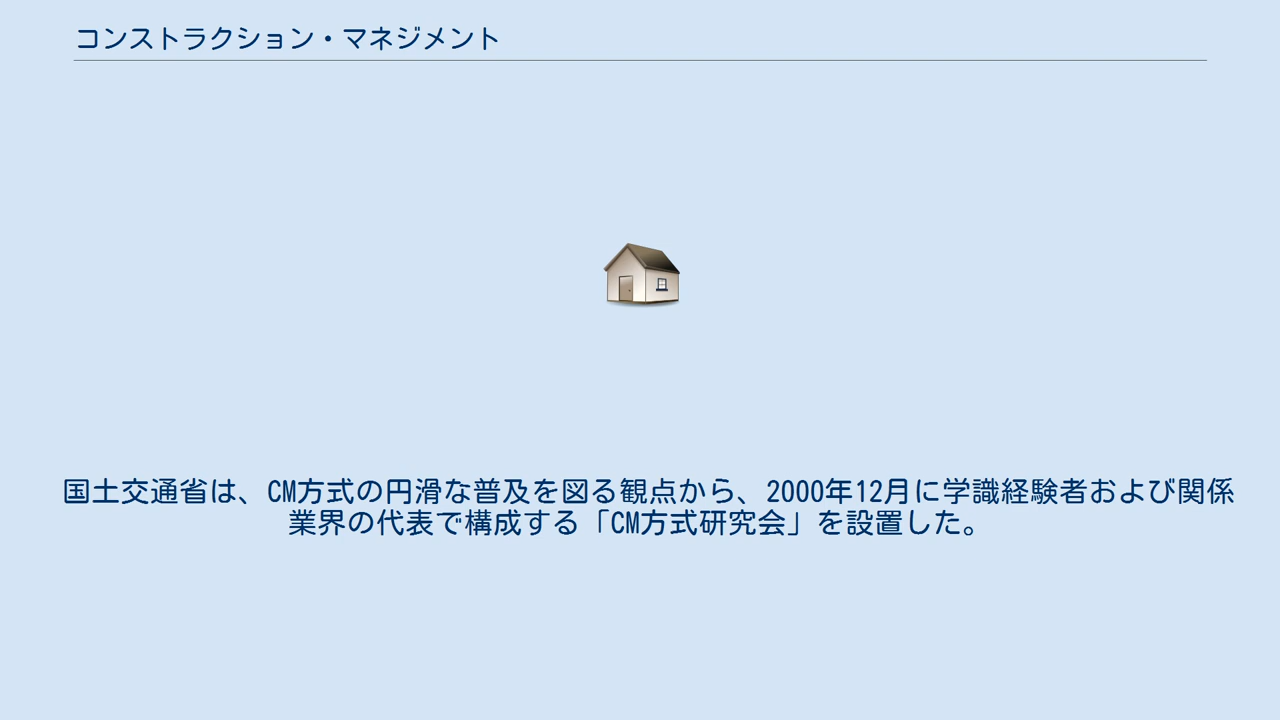 コンストラクション・マネジメント
国土交通省は、CM方式の円滑な普及を図る観点から、2000年12月に学識経験者および関係
業界の代表で構成する「CM方式研究会」を設置した。